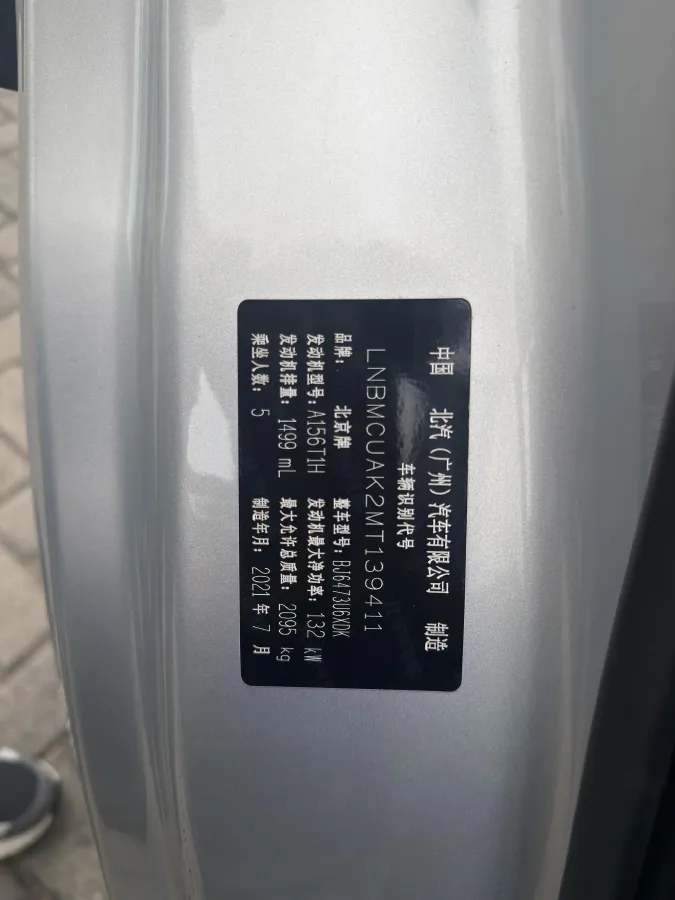 中国 北汽(广州)汽车有限公司 制造
车辆识别代号
LNBMCUAK2MT139411
品牌: 北京牌 整车型号: BJ6473U6XDK
发动机型号: A156T1H 发动机最大净功率: 132 kW
发动机排量: 1499 mL 最大允许总质量: 2095 kg
乘坐人数: 5 制造年月: 2021 年 7 月